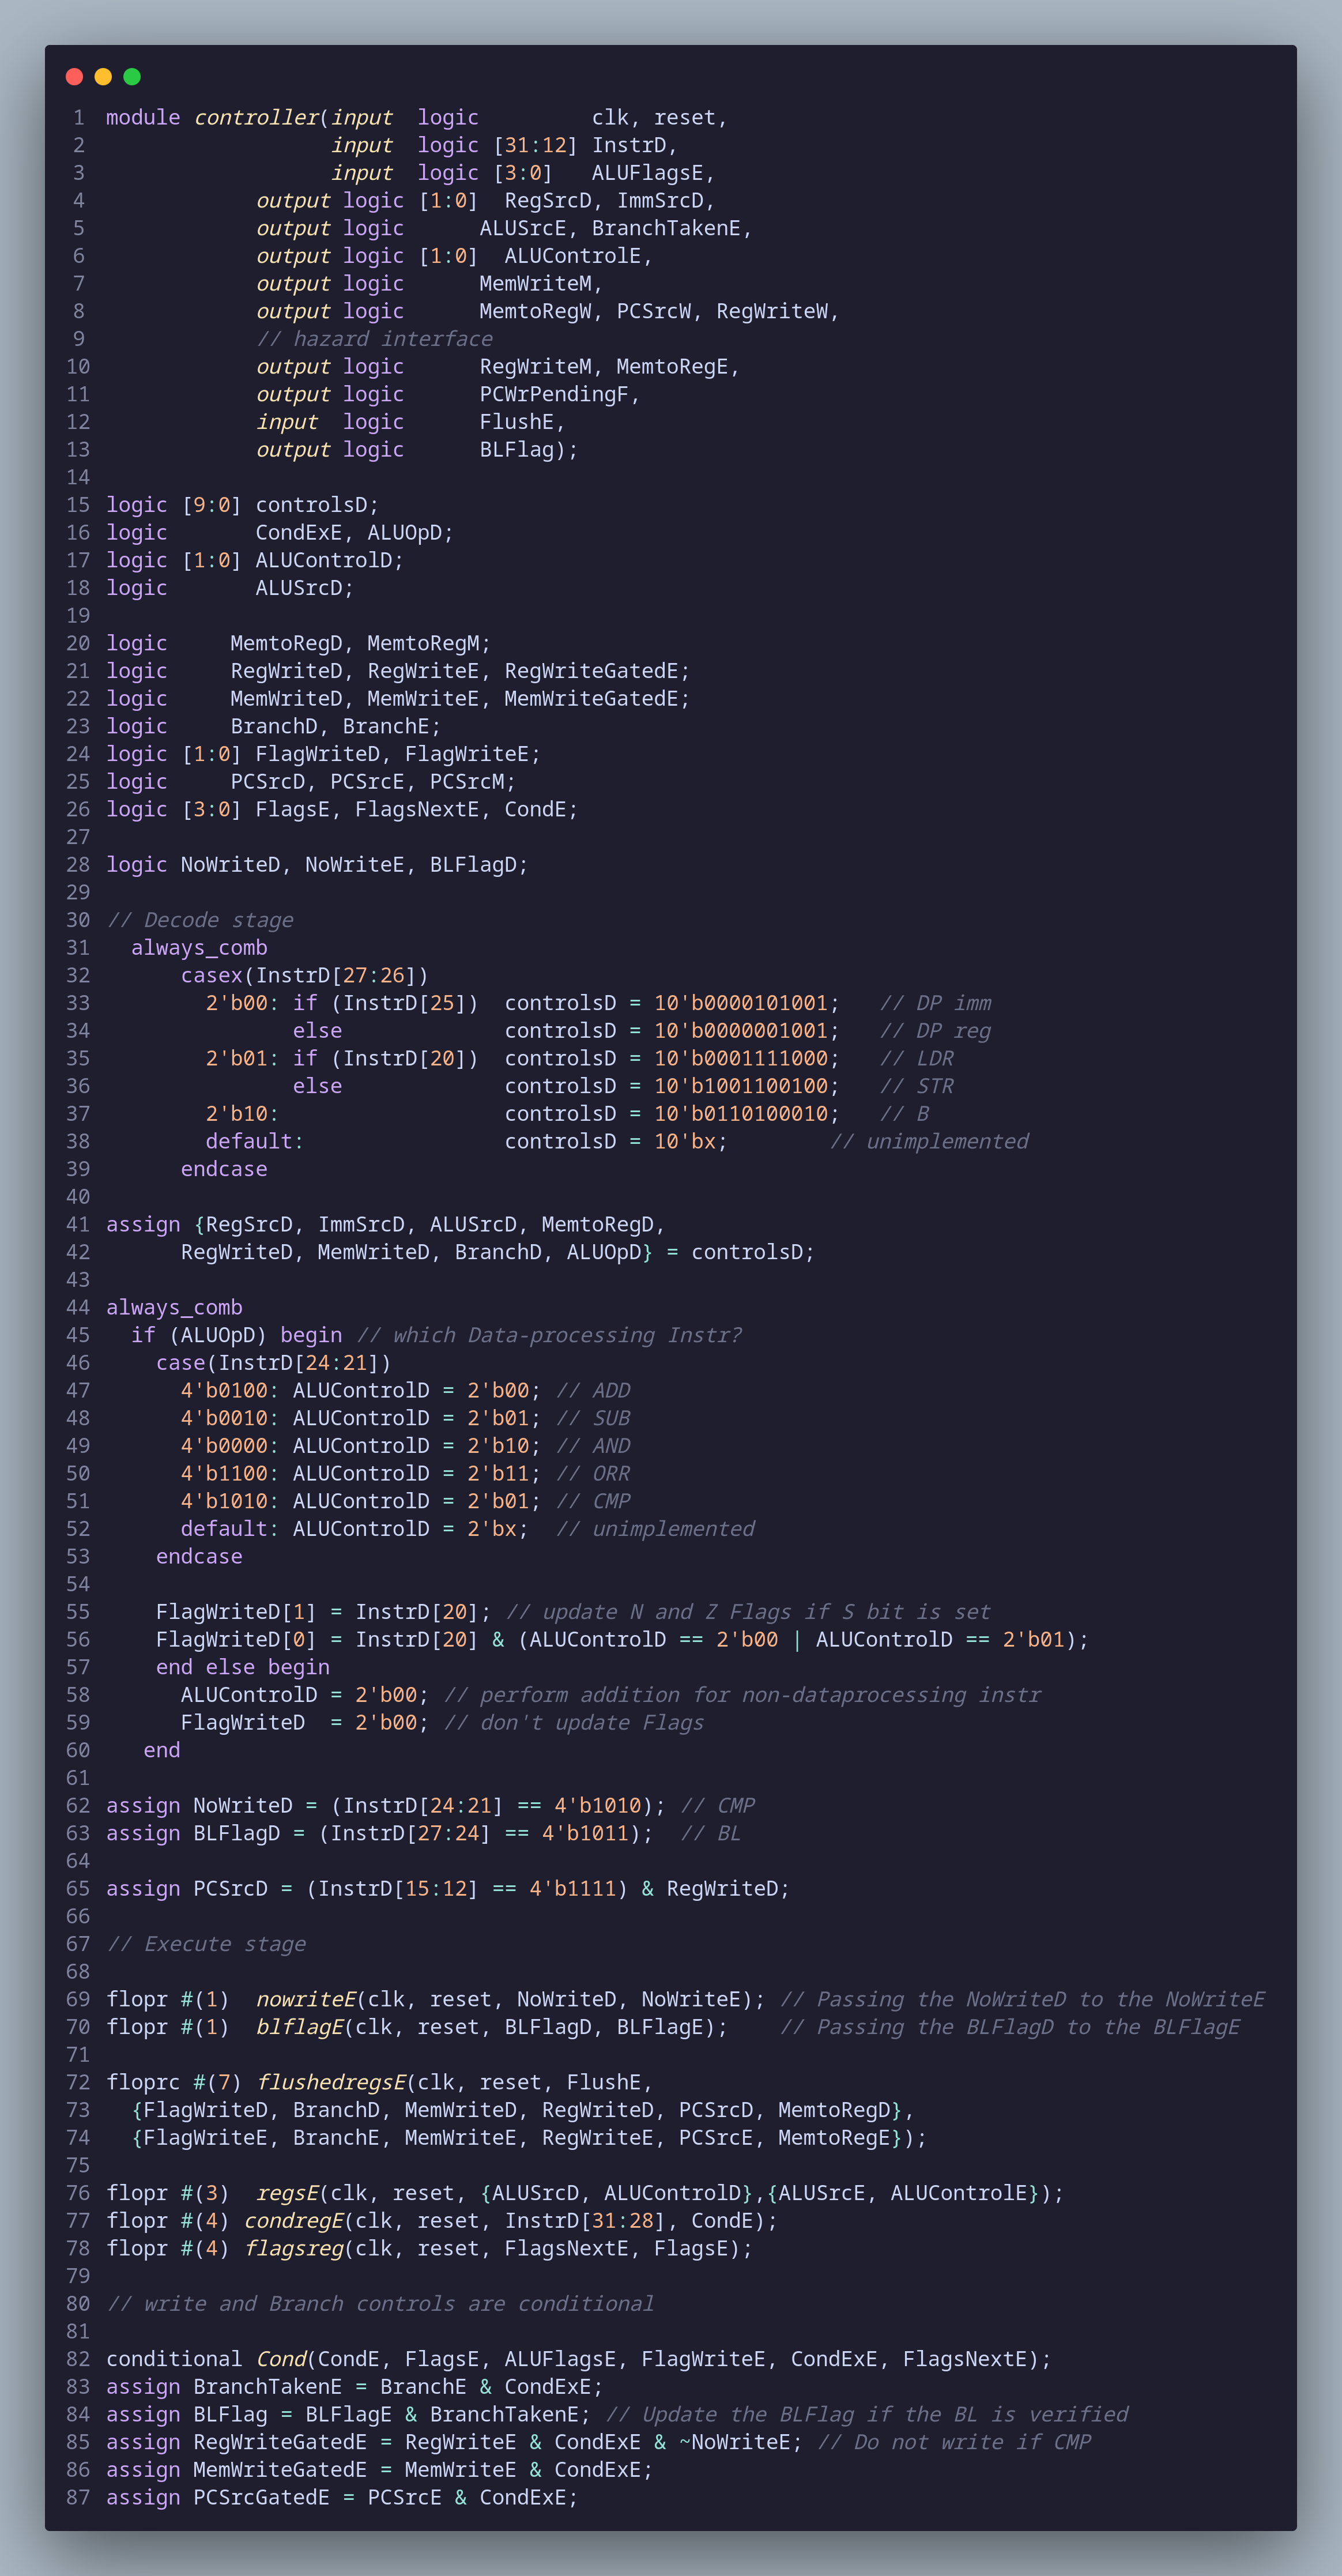 1 module controller(input  logic         clk, reset,
2                   input  logic [31:12] InstrD,
3                   input  logic [3:0]   ALUFlagsE,
4             output logic [1:0]  RegSrcD, ImmSrcD,
5             output logic      ALUSrcE, BranchTakenE,
6             output logic [1:0]  ALUControlE,
7             output logic      MemWriteM,
8             output logic      MemtoRegW, PCSrcW, RegWriteW,
9             // hazard interface
10             output logic      RegWriteM, MemtoRegE,
11             output logic      PCWrPendingF,
12             input  logic      FlushE,
13             output logic      BLFlag);
14
15 logic [9:0] controlsD;
16 logic       CondExE, ALUOpD;
17 logic [1:0] ALUControlD;
18 logic       ALUSrcD;
19
20 logic     MemtoRegD, MemtoRegM;
21 logic     RegWriteD, RegWriteE, RegWriteGatedE;
22 logic     MemWriteD, MemWriteE, MemWriteGatedE;
23 logic     BranchD, BranchE;
24 logic [1:0] FlagWriteD, FlagWriteE;
25 logic     PCSrcD, PCSrcE, PCSrcM;
26 logic [3:0] FlagsE, FlagsNextE, CondE;
27
28 logic NoWriteD, NoWriteE, BLFlagD;
29
30 // Decode stage
31   always_comb
32       casex(InstrD[27:26])
33         2'b00: if (InstrD[25])  controlsD = 10'b0000101001;   // DP imm
34                else             controlsD = 10'b0000001001;   // DP reg
35         2'b01: if (InstrD[20])  controlsD = 10'b0001111000;   // LDR
36                else             controlsD = 10'b1001100100;   // STR
37         2'b10:                  controlsD = 10'b0110100010;   // B
38         default:                controlsD = 10'bx;        // unimplemented
39       endcase
40
41 assign {RegSrcD, ImmSrcD, ALUSrcD, MemtoRegD,
42       RegWriteD, MemWriteD, BranchD, ALUOpD} = controlsD;
43
44 always_comb
45   if (ALUOpD) begin // which Data-processing Instr?
46     case(InstrD[24:21])
47       4'b0100: ALUControlD = 2'b00; // ADD
48       4'b0010: ALUControlD = 2'b01; // SUB
49       4'b0000: ALUControlD = 2'b10; // AND
50       4'b1100: ALUControlD = 2'b11; // ORR
51       4'b1010: ALUControlD = 2'b01; // CMP
52       default: ALUControlD = 2'bx;  // unimplemented
53     endcase
54
55     FlagWriteD[1] = InstrD[20]; // update N and Z Flags if S bit is set
56     FlagWriteD[0] = InstrD[20] & (ALUControlD == 2'b00 | ALUControlD == 2'b01);
57     end else begin
58       ALUControlD = 2'b00; // perform addition for non-dataprocessing instr
59       FlagWriteD  = 2'b00; // don't update Flags
60    end
61
62 assign NoWriteD = (InstrD[24:21] == 4'b1010); // CMP
63 assign BLFlagD = (InstrD[27:24] == 4'b1011);  // BL
64
65 assign PCSrcD = (InstrD[15:12] == 4'b1111) & RegWriteD;
66
67 // Execute stage
68
69 flopr #(1)  nowriteE(clk, reset, NoWriteD, NoWriteE); // Passing the NoWriteD to the NoWriteE
70 flopr #(1)  blflagE(clk, reset, BLFlagD, BLFlagE);    // Passing the BLFlagD to the BLFlagE
71
72 floprc #(7) flushedregsE(clk, reset, FlushE,
73   {FlagWriteD, BranchD, MemWriteD, RegWriteD, PCSrcD, MemtoRegD},
74   {FlagWriteE, BranchE, MemWriteE, RegWriteE, PCSrcE, MemtoRegE});
75
76 flopr #(3)  regsE(clk, reset, {ALUSrcD, ALUControlD},{ALUSrcE, ALUControlE});
77 flopr #(4) condregE(clk, reset, InstrD[31:28], CondE);
78 flopr #(4) flagsreg(clk, reset, FlagsNextE, FlagsE);
79
80 // write and Branch controls are conditional
81
82 conditional Cond(CondE, FlagsE, ALUFlagsE, FlagWriteE, CondExE, FlagsNextE);
83 assign BranchTakenE = BranchE & CondExE;
84 assign BLFlag = BLFlagE & BranchTakenE; // Update the BLFlag if the BL is verified
85 assign RegWriteGatedE = RegWriteE & CondExE & ~NoWriteE; // Do not write if CMP
86 assign MemWriteGatedE = MemWriteE & CondExE;
87 assign PCSrcGatedE = PCSrcE & CondExE;